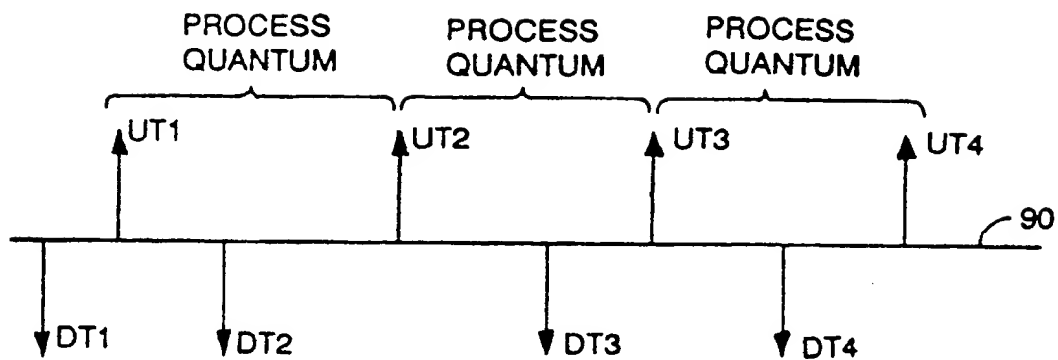 PROCESS QUANTUM
PROCESS QUANTUM
PROCESS QUANTUM
UT1
UT2
UT3
UT4
90
DT1
DT2
DT3
DT4